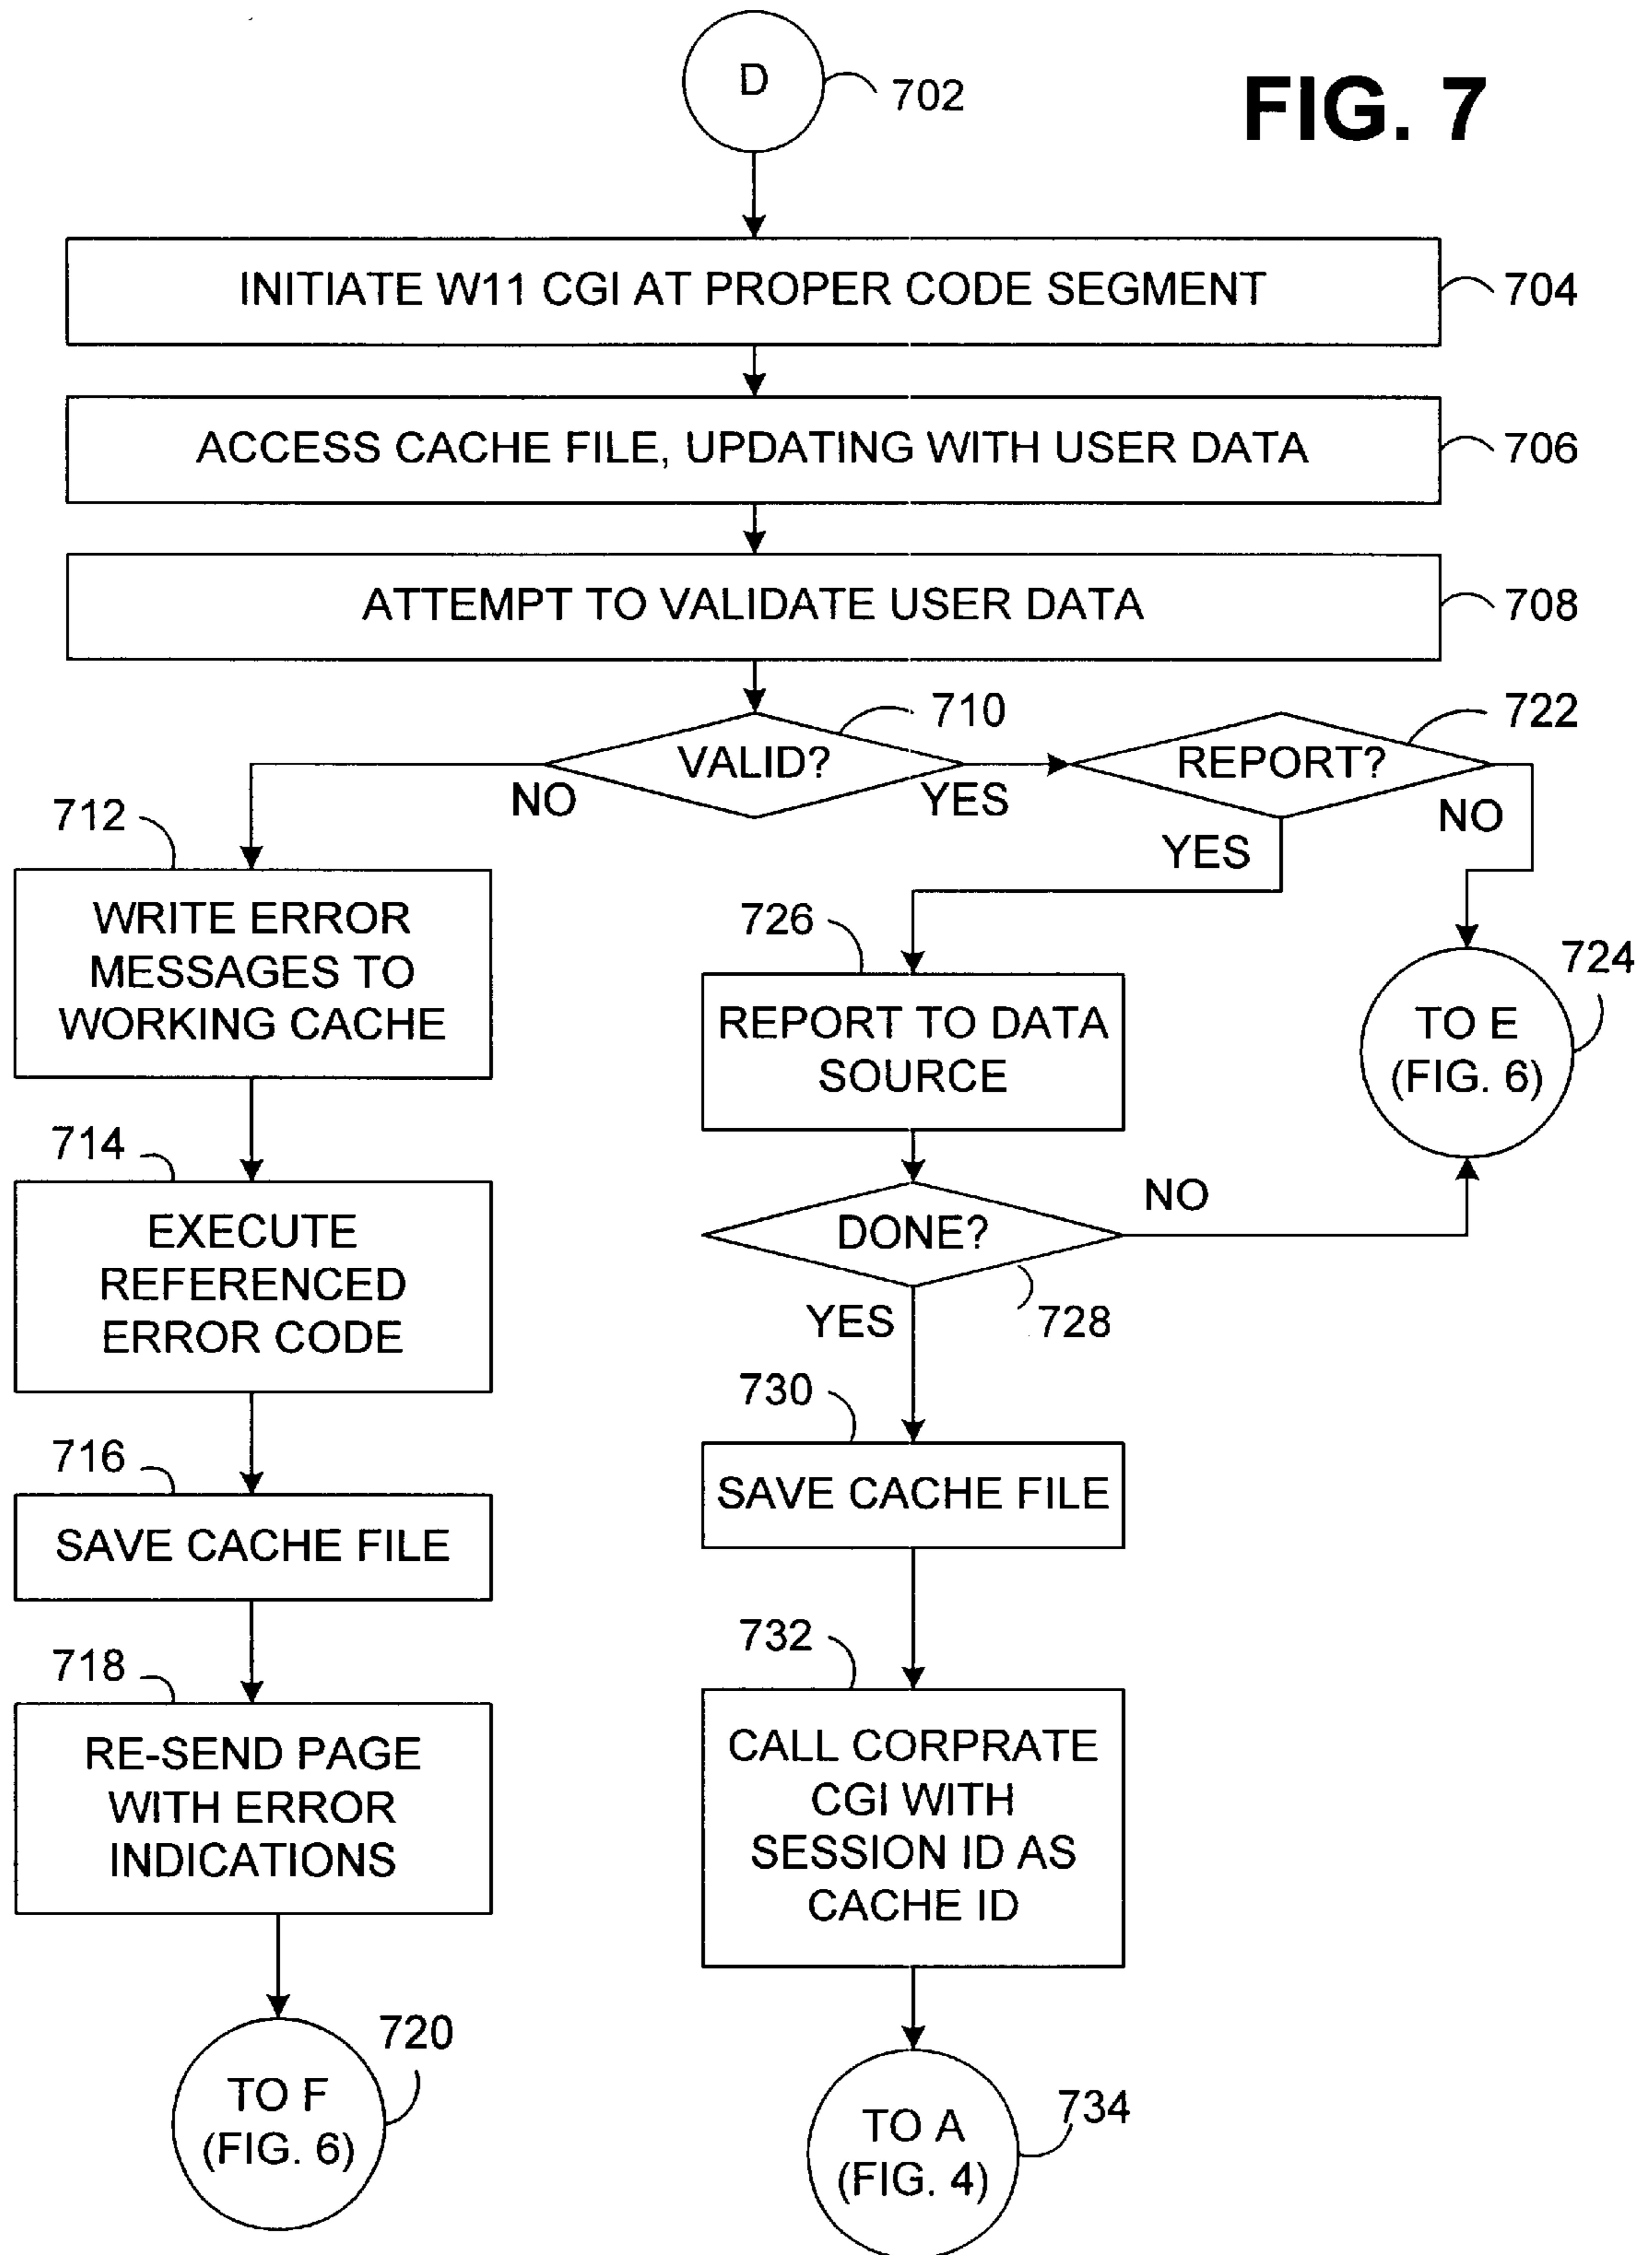 D
702
FIG. 7
INITIATE W11 CGI AT PROPER CODE SEGMENT
704
ACCESS CACHE FILE, UPDATING WITH USER DATA
706
ATTEMPT TO VALIDATE USER DATA
708
710
722
VALID?
REPORT?
NO
YES
NO
YES
712
WRITE ERROR
MESSAGES TO
WORKING CACHE
726
REPORT TO DATA
SOURCE
724
TO E
(FIG. 6)
714
EXECUTE
REFERENCED
ERROR CODE
DONE?
NO
YES
728
716
SAVE CACHE FILE
730
SAVE CACHE FILE
718
RE-SEND PAGE
WITH ERROR
INDICATIONS
732
CALL CORPRATE
CGI WITH
SESSION ID AS
CACHE ID
720
TO F
(FIG. 6)
734
TO A
(FIG. 4)